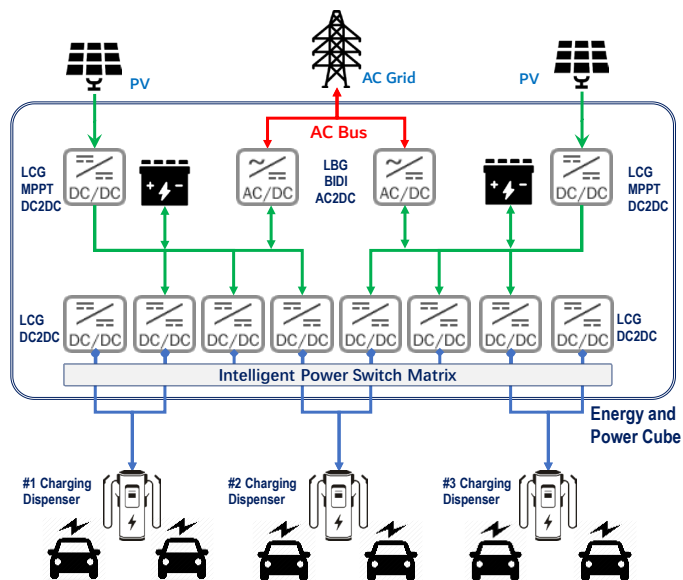 PV
AC Grid
PV
AC Bus
LCG
MPPT
DC2DC
DC/DC
+ -
AC/DC
LBG
BIDI
AC2DC
AC/DC
+ -
DC/DC
LCG
MPPT
DC2DC
LCG
DC2DC
DC/DC
DC/DC
DC/DC
DC/DC
DC/DC
DC/DC
DC/DC
DC/DC
LCG
DC2DC
Intelligent Power Switch Matrix
Energy and
Power Cube
#1 Charging
Dispenser
#2 Charging
Dispenser
#3 Charging
Dispenser